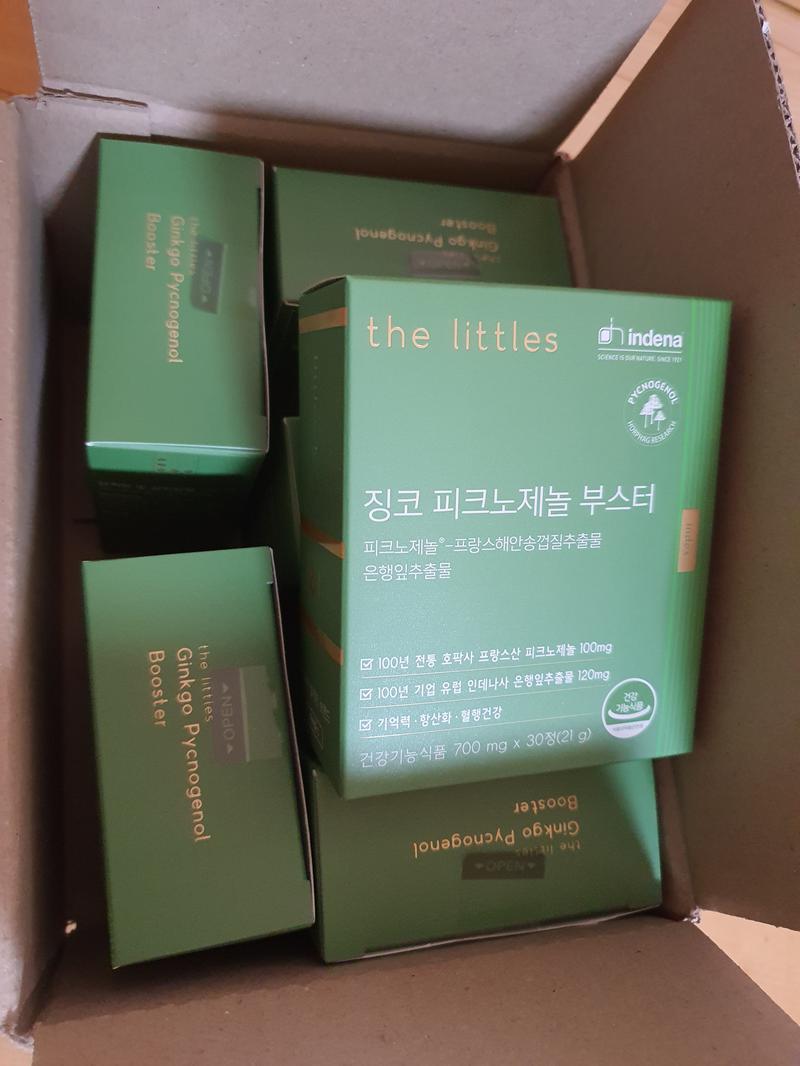 the littles
Ginkgo Pycnogenol
Booster
OPEN
Ginkgo Pycnogenol
Booster
the littles
indena
SCIENCE IS OUR NATURE. SINCE 1921
PYCNOGENOL
HORPHAG RESEARCH
징코 피크노제놀 부스터
피크노제놀®-프랑스해안송껍질추출물
은행잎추출물
100년 전통 호팍사 프랑스산 피크노제놀 100mg
100년 기업 유럽 인데나사 은행잎추출물 120mg
기억력·항산화·혈행건강
건강기능식품 700 mg x 30정(21 g)
건강
기능식품
the littles
Ginkgo Pycnogenol
Booster
OPEN
the littles
Ginkgo Pycnogenol
Booster
OPEN